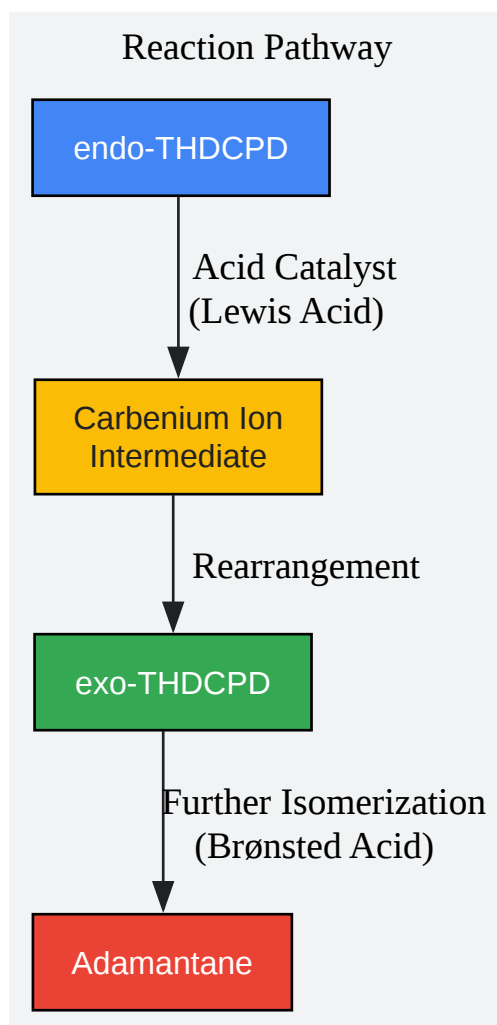 Reaction Pathway
endo-THDCPD
Acid Catalyst
(Lewis Acid)
Carbenium Ion
Intermediate
Rearrangement
exo-THDCPD
Further Isomerization
(Brønsted Acid)
Adamantane